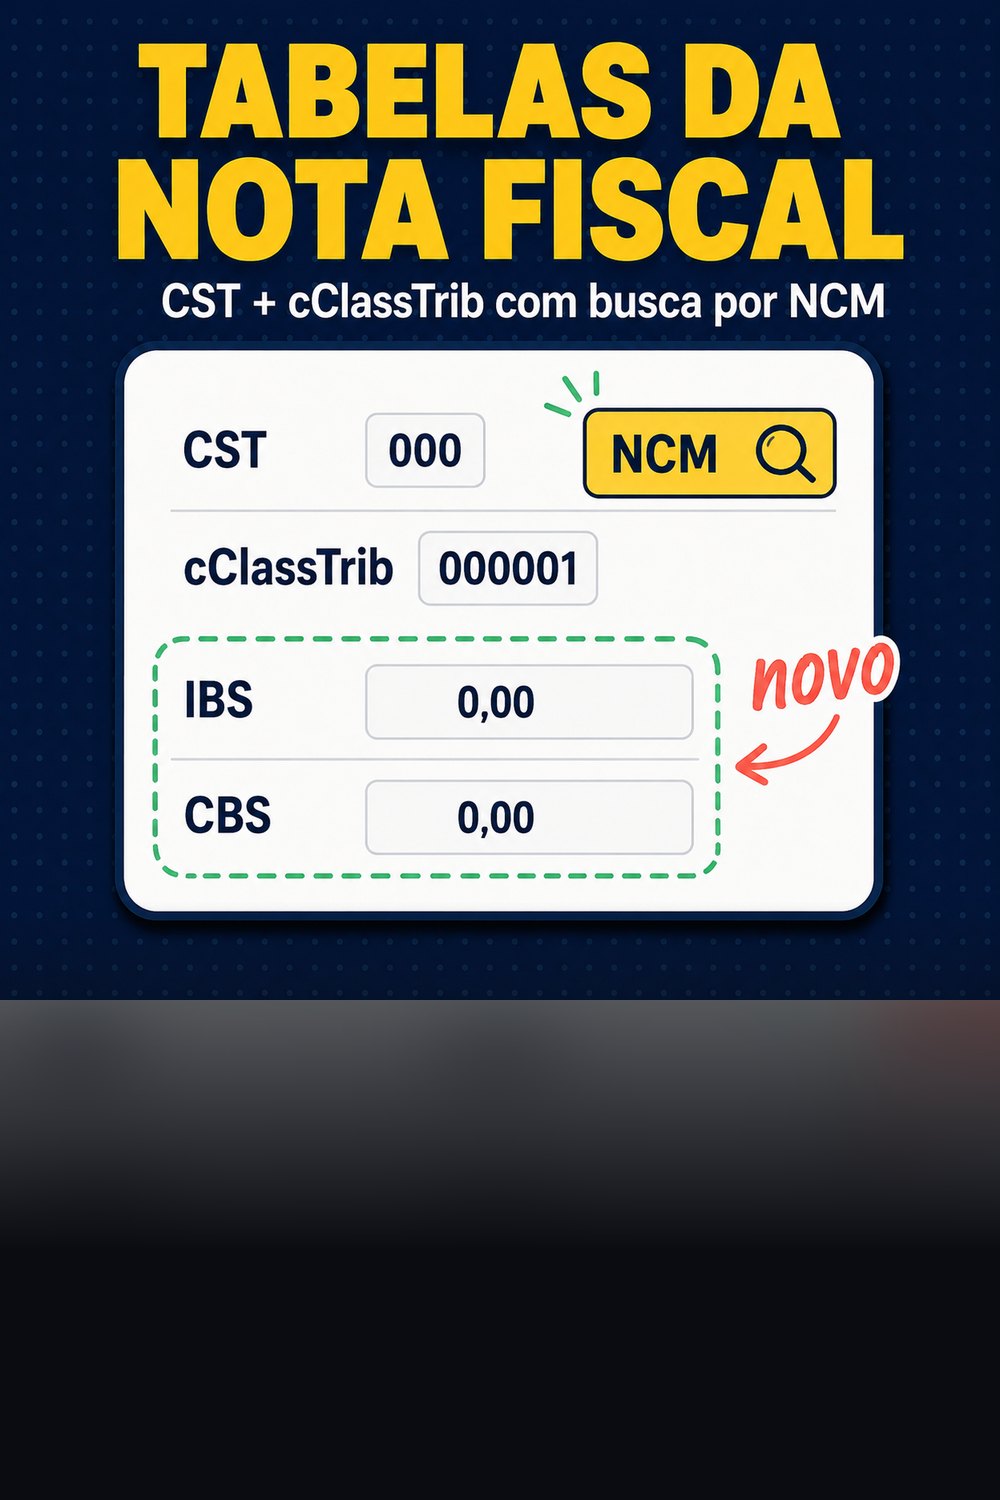 TABELAS DA
NOTA FISCAL
CST + cClassTrib com busca por NCM
CST 000 NCM
cClassTrib 000001
IBS 0,00
novo
CBS 0,00